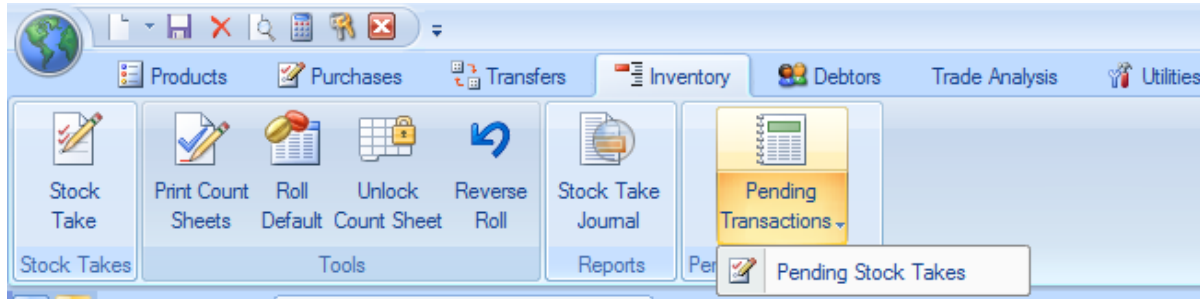 Products Purchases Transfers Inventory Debtors Trade Analysis Utilities
Stock Take
Print Count Sheets
Roll Default
Unlock Count Sheet
Reverse Roll
Stock Take Journal
Pending Transactions
Stock Takes Tools Reports Per
Pending Stock Takes